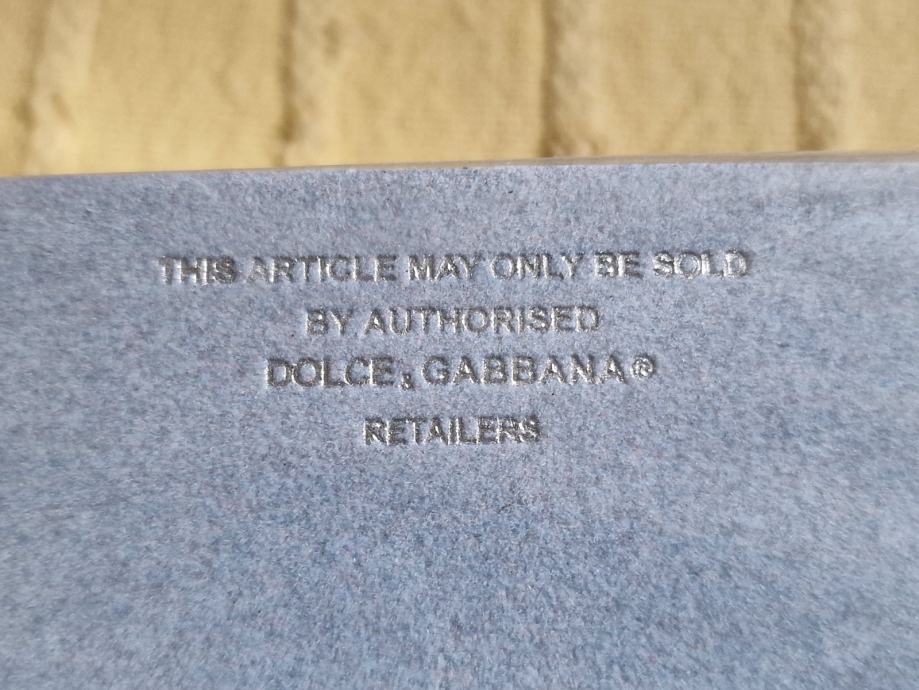 THIS ARTICLE MAY ONLY BE SOLD
BY AUTHORISED
DOLCE & GABBANA®
RETAILERS